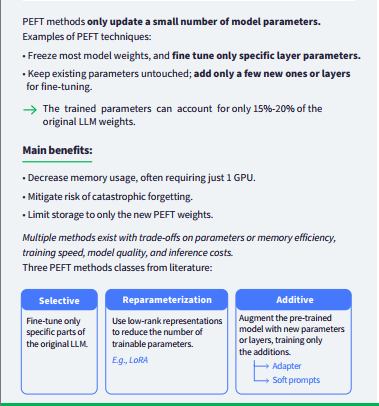 PEFT methods only update a small number of model parameters.
Examples of PEFT techniques:
• Freeze most model weights, and fine tune only specific layer parameters.
• Keep existing parameters untouched; add only a few new ones or layers
for fine-tuning.
→ The trained parameters can account for only 15%-20% of the
original LLM weights.
Main benefits:
• Decrease memory usage, often requiring just 1 GPU.
• Mitigate risk of catastrophic forgetting.
• Limit storage to only the new PEFT weights.
Multiple methods exist with trade-offs on parameters or memory efficiency,
training speed, model quality, and inference costs.
Three PEFT methods classes from literature:
Selective
Fine-tune only
specific parts of
the original LLM.
Reparameterization
Use low-rank representations
to reduce the number of
trainable parameters.
E.g., LoRA
Additive
Augment the pre-trained
model with new parameters
or layers, training only
the additions.
Adapter
Soft prompts